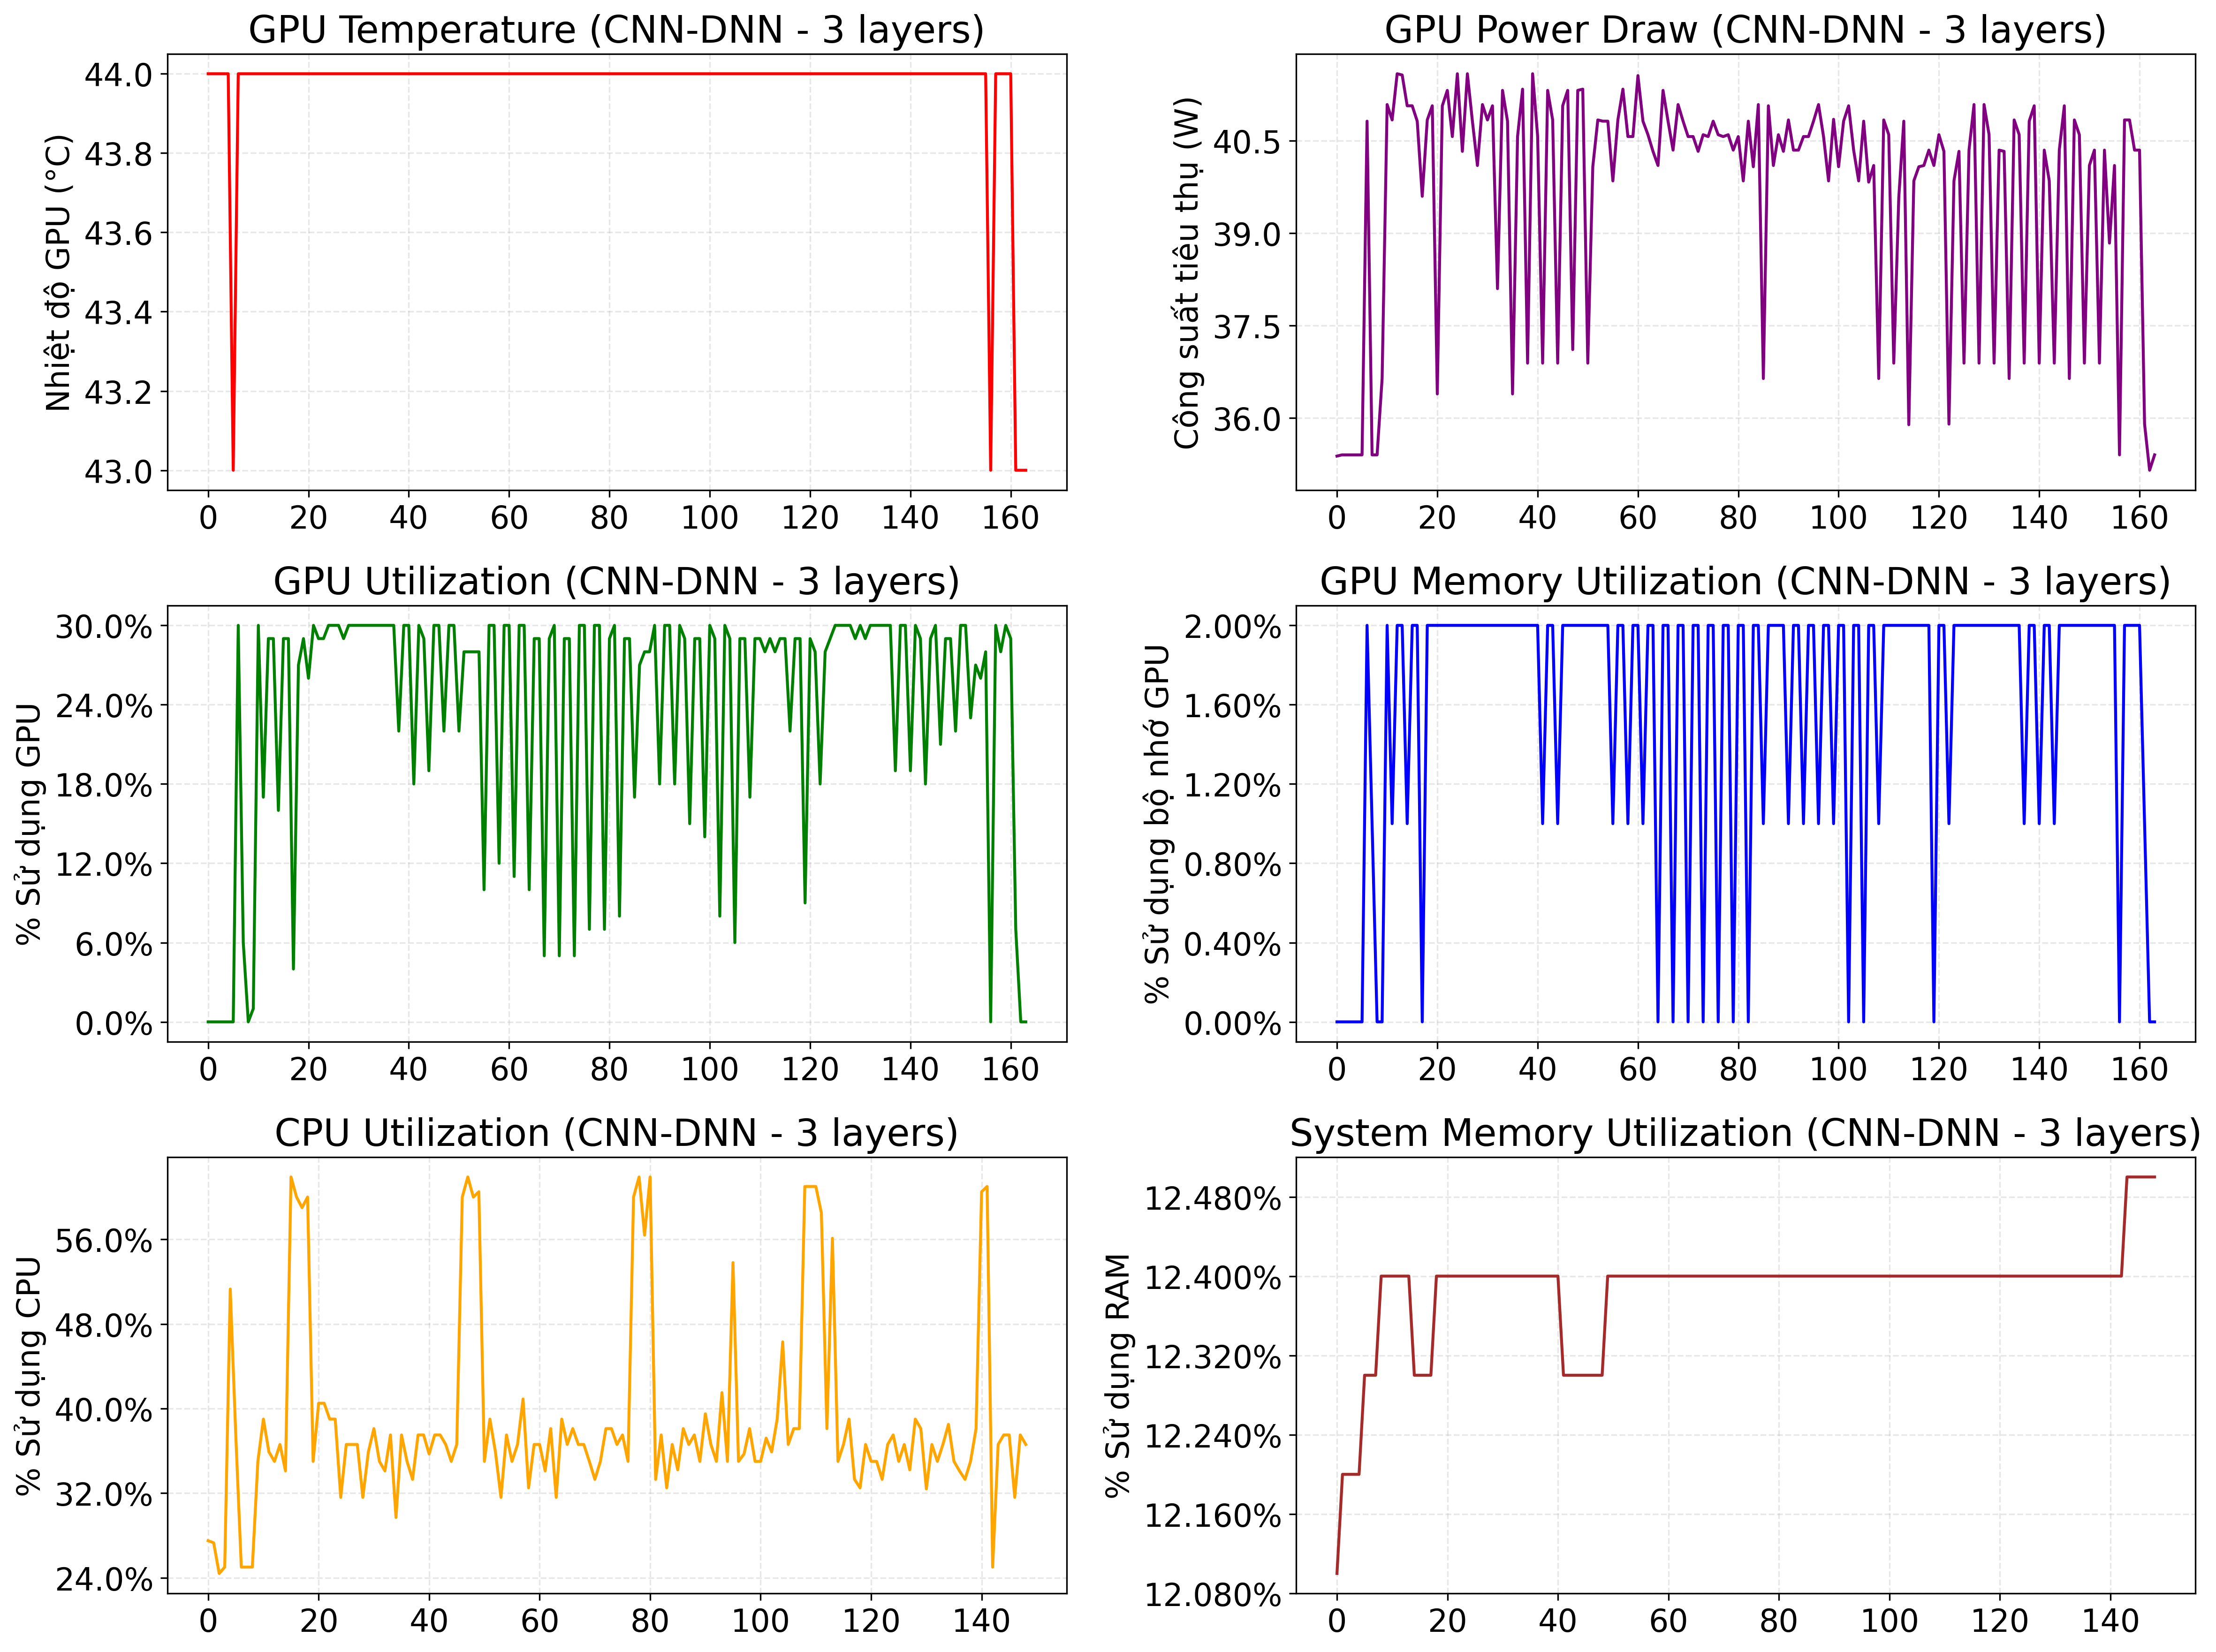 GPU Temperature (CNN-DNN - 3 layers)
Nhiệt độ GPU (°C)
44.0
43.8
43.6
43.4
43.2
43.0
0 20 40 60 80 100 120 140 160
GPU Power Draw (CNN-DNN - 3 layers)
Công suất tiêu thụ (W)
40.5
39.0
37.5
36.0
0 20 40 60 80 100 120 140 160
GPU Utilization (CNN-DNN - 3 layers)
% Sử dụng GPU
30.0%
24.0%
18.0%
12.0%
6.0%
0.0%
0 20 40 60 80 100 120 140 160
GPU Memory Utilization (CNN-DNN - 3 layers)
% Sử dụng bộ nhớ GPU
2.00%
1.60%
1.20%
0.80%
0.40%
0.00%
0 20 40 60 80 100 120 140 160
CPU Utilization (CNN-DNN - 3 layers)
% Sử dụng CPU
56.0%
48.0%
40.0%
32.0%
24.0%
0 20 40 60 80 100 120 140
System Memory Utilization (CNN-DNN - 3 layers)
% Sử dụng RAM
12.480%
12.400%
12.320%
12.240%
12.160%
12.080%
0 20 40 60 80 100 120 140